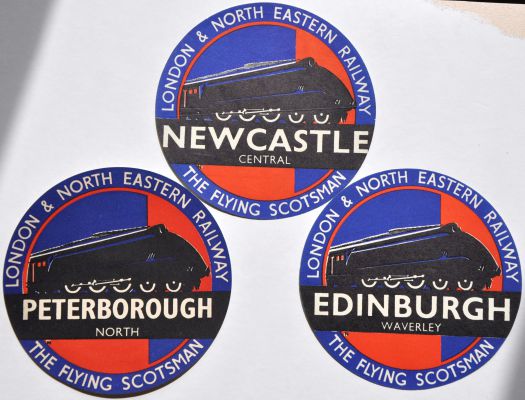 LONDON & NORTH EASTERN RAILWAY
NEWCASTLE
CENTRAL
THE FLYING SCOTSMAN
LONDON & NORTH EASTERN RAILWAY
PETERBOROUGH
NORTH
THE FLYING SCOTSMAN
LONDON & NORTH EASTERN RAILWAY
EDINBURGH
WAVERLEY
THE FLYING SCOTSMAN